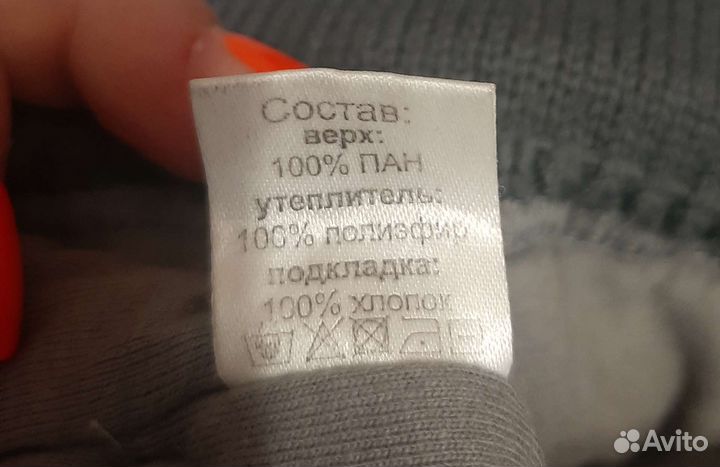 Состав:
верх:
100% ПАН
утеплитель:
100% полиэфир
подкладка:
100% хлопок
Avito